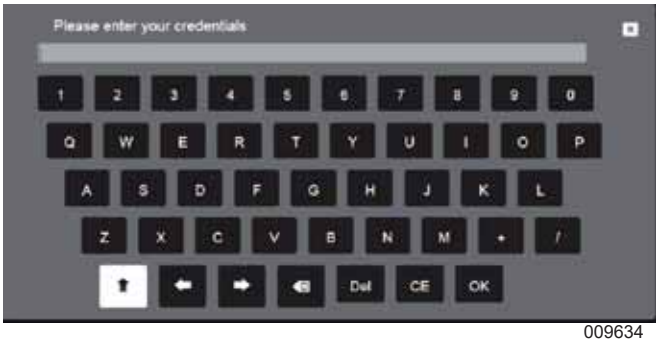 Please enter your credentials
1 2 3 4 5 6 7 8 9 0
Q W E R T Y U I O P
A S D F G H J K L
Z X C V B N M /
Del CE OK
009634